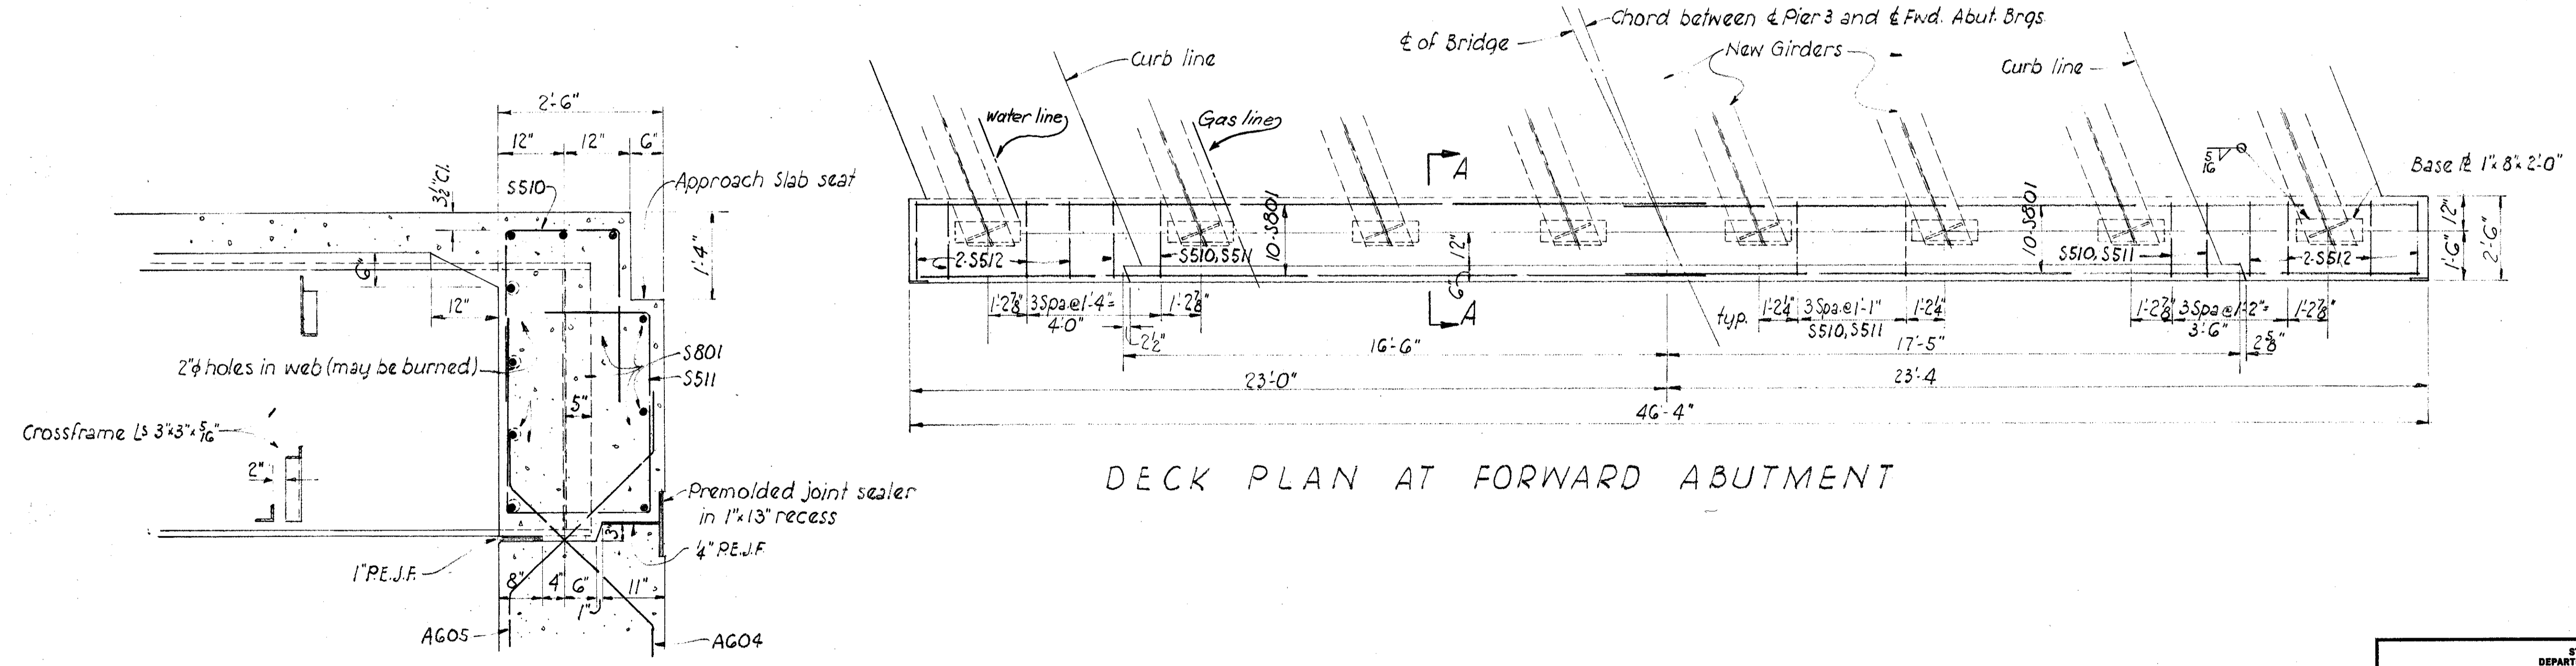 2'-6"
12" 12" 6"
3½"Cl.
S510
Approach Slab seat
1'-4"
6"
12"
2"ϕ holes in web (may be burned)
S801
S511
5"
Crossframe Ls 3"x3"x 5/16"
2"
Premolded joint sealer
in 1"x13" recess
3"
¼" P.E.J.F.
1" P.E.J.F.
8" 4" 6" 11"
1"
A605
A604
Chord between ℄ Pier 3 and ℄ Fwd. Abut. Brgs.
℄ of Bridge
New Girders
Curb line
Curb line
Water line
Gas line
A
5/16
Base ℄ 1"x 8"x 2'-0"
2-S512
S510, S511
10-S801
12"
6"
10-S801
S510, S511
2-S512
12"
1'-6"
2'-6"
A
1'-2⅞" 3 Spa @ 1'-4"= 1'-2⅞"
4'-0"
2½"
typ.
1'-2¼" 3 Spa. @ 1'-1" 1'-2¼"
S510, S511
1'-2⅞" 3 Spa @ 1'-2"= 1'-2⅞"
3'-6"
2⅝"
16'-6"
17'-5"
23'-0"
23'-4
46'-4"
DECK PLAN AT FORWARD ABUTMENT